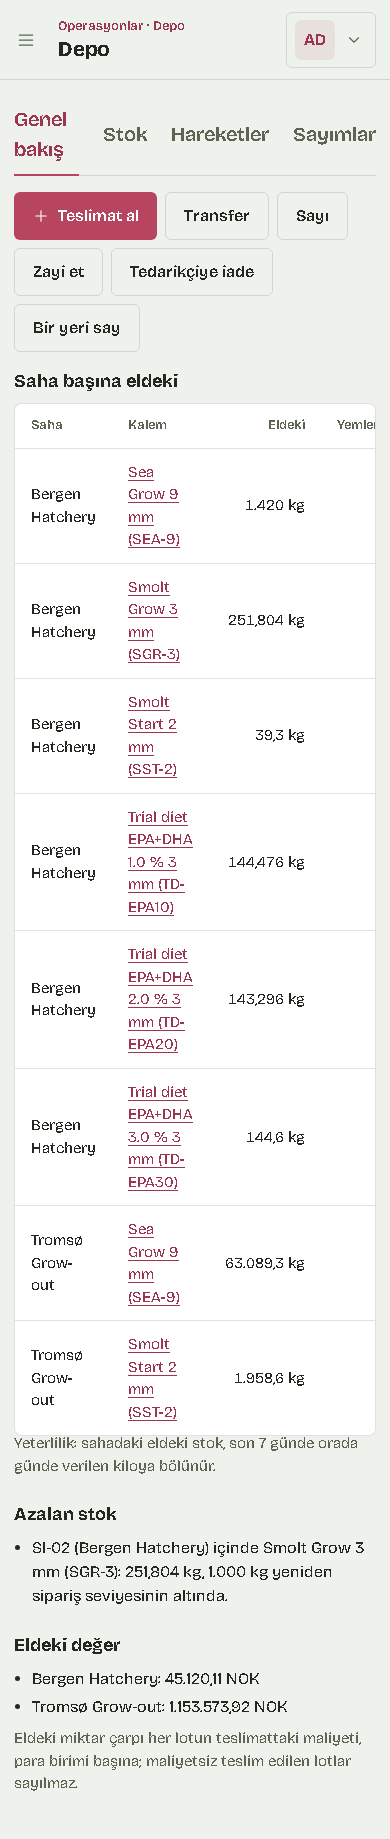 Operasyonlar · Depo
Depo
AD
Genel
bakış
Stok
Hareketler
Sayımlar
Teslimat al
Transfer
Sayı
Zayi et
Tedarikçiye iade
Bir yeri say
Saha başına eldeki
Saha Kalem Eldeki
Bergen
Hatchery
Sea
Grow 9
mm
(SEA-9)
1.420 kg
Bergen
Hatchery
Smolt
Grow 3
mm
(SGR-3)
251,804 kg
Bergen
Hatchery
Smolt
Start 2
mm
(SST-2)
39,3 kg
Bergen
Hatchery
Trial diet
EPA+DHA
1.0 % 3
mm (TD-
EPA10)
144,476 kg
Bergen
Hatchery
Trial diet
EPA+DHA
2.0 % 3
mm (TD-
EPA20)
143,296 kg
Bergen
Hatchery
Trial diet
EPA+DHA
3.0 % 3
mm (TD-
EPA30)
144,6 kg
Tromsø
Grow-
out
Sea
Grow 9
mm
(SEA-9)
63.089,3 kg
Tromsø
Grow-
out
Smolt
Start 2
mm
(SST-2)
1.958,6 kg
Yeterlilik: sahadaki eldeki stok, son 7 günde orada
günde verilen kiloya bölünür.
Azalan stok
• SI-02 (Bergen Hatchery) içinde Smolt Grow 3
mm (SGR-3): 251,804 kg, 1.000 kg yeniden
sipariş seviyesinin altında.
Eldeki değer
• Bergen Hatchery: 45.120,11 NOK
• Tromsø Grow-out: 1.153.573,92 NOK
Eldeki miktar çarpı her lotun teslimattaki maliyeti,
para birimi başına; maliyetsiz teslim edilen lotlar
sayılmaz.